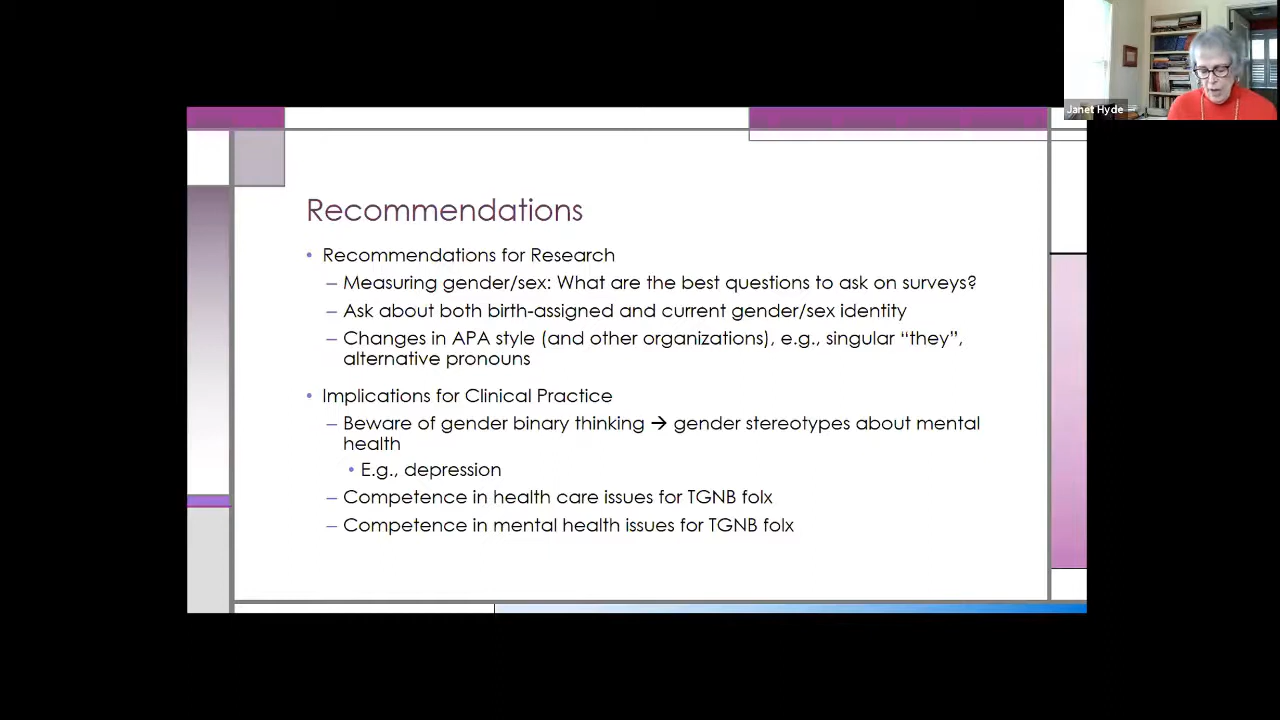 Janet Hyde
Recommendations
• Recommendations for Research
– Measuring gender/sex: What are the best questions to ask on surveys?
– Ask about both birth-assigned and current gender/sex identity
– Changes in APA style (and other organizations), e.g., singular “they”,
alternative pronouns
• Implications for Clinical Practice
– Beware of gender binary thinking → gender stereotypes about mental
health
• E.g., depression
– Competence in health care issues for TGNB folx
– Competence in mental health issues for TGNB folx